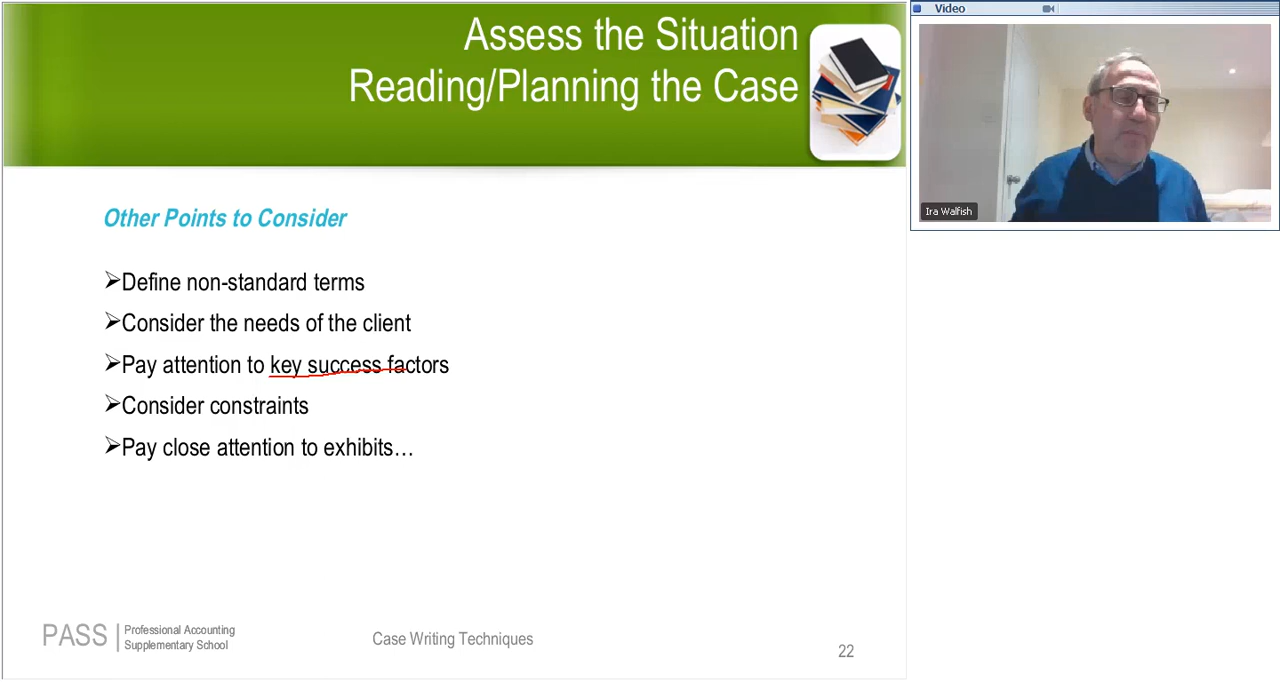 Assess the Situation
Reading/Planning the Case
Video
Ira Walfish
Other Points to Consider
➢Define non-standard terms
➢Consider the needs of the client
➢Pay attention to key success factors
➢Consider constraints
➢Pay close attention to exhibits…
PASS
Professional Accounting
Supplementary School
Case Writing Techniques
22